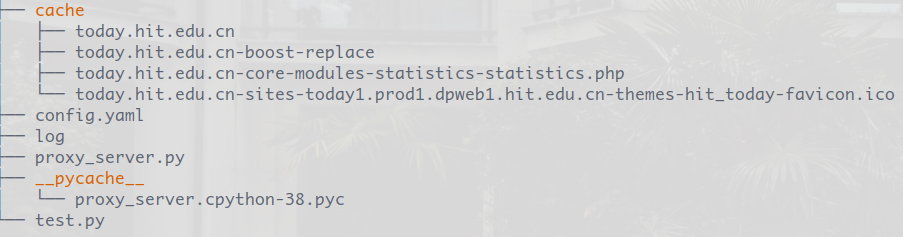 cache
today.hit.edu.cn
today.hit.edu.cn-boost-replace
today.hit.edu.cn-core-modules-statistics-statistics.php
today.hit.edu.cn-sites-today1.prod1.dpweb1.hit.edu.cn-themes-hit_today-favicon.ico
config.yaml
log
proxy_server.py
__pycache__
proxy_server.cpython-38.pyc
test.py